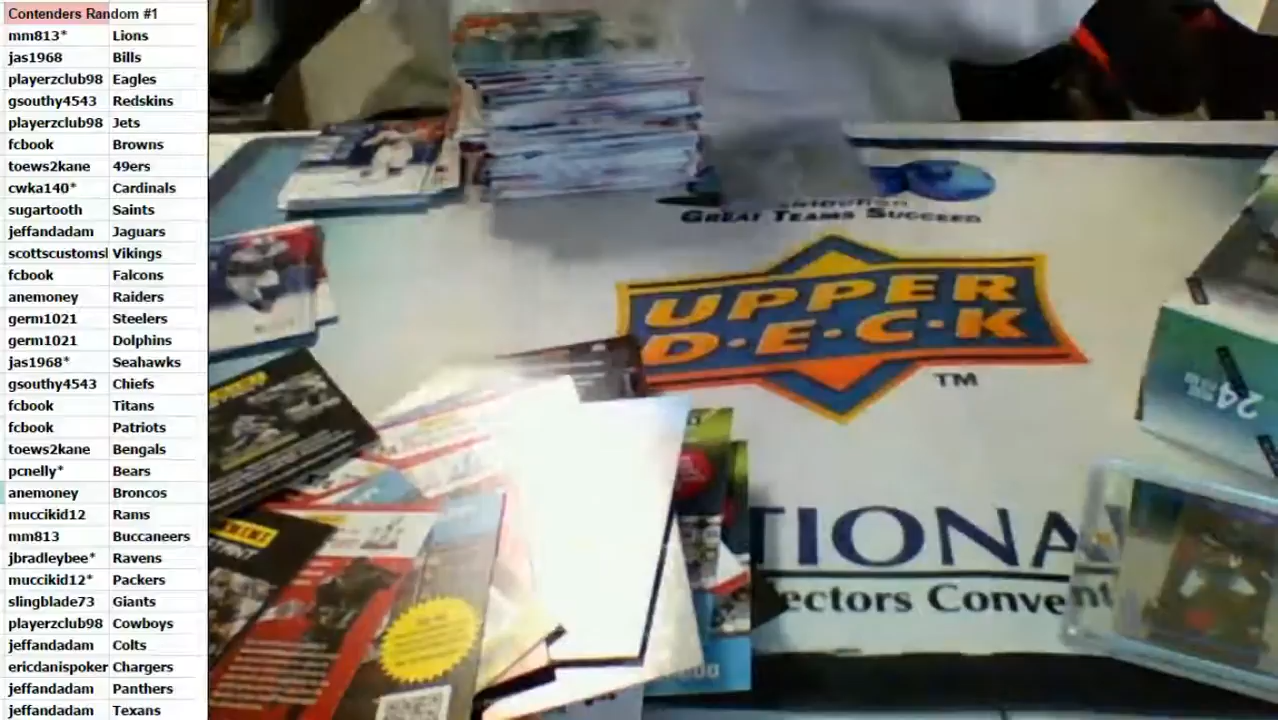 Contenders Random #1
mm813* Lions
jas1968 Bills
playerzclub98 Eagles
gsouthy4543 Redskins
playerzclub98 Jets
fcbook Browns
toews2kane 49ers
cwka140* Cardinals
sugartooth Saints
jeffandadam Jaguars
scottscustomsl Vikings
fcbook Falcons
anemoney Raiders
germ1021 Steelers
germ1021 Dolphins
jas1968* Seahawks
gsouthy4543 Chiefs
fcbook Titans
fcbook Patriots
toews2kane Bengals
pcnelly* Bears
anemoney Broncos
muccikid12 Rams
mm813 Buccaneers
jbradleybee* Ravens
muccikid12* Packers
slingblade73 Giants
playerzclub98 Cowboys
jeffandadam Colts
ericdanispoker Chargers
jeffandadam Panthers
jeffandadam Texans
GREAT TEAMS SUCCEED
UPPER
D·E·C·K
TM
TIONA
ectors Convent
24